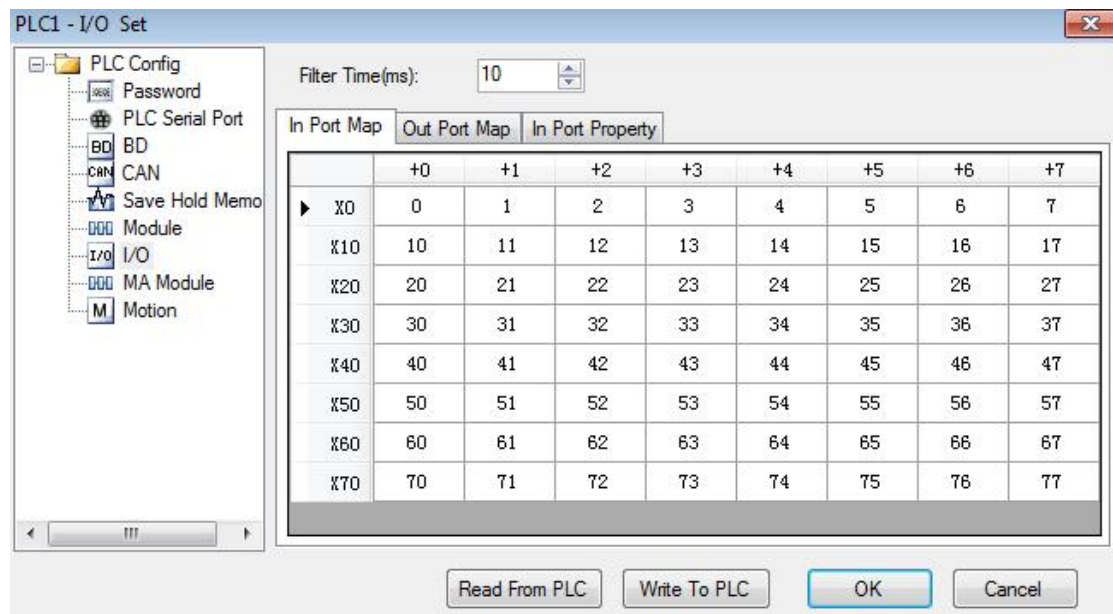 PLC1 - I/O Set
PLC Config
Password
PLC Serial Port
BD BD
CAN CAN
Save Hold Memo
Module
I/O I/O
MA Module
M Motion
Filter Time(ms): 10
In Port Map Out Port Map In Port Property
+0 +1 +2 +3 +4 +5 +6 +7
X0 0 1 2 3 4 5 6 7
X10 10 11 12 13 14 15 16 17
X20 20 21 22 23 24 25 26 27
X30 30 31 32 33 34 35 36 37
X40 40 41 42 43 44 45 46 47
X50 50 51 52 53 54 55 56 57
X60 60 61 62 63 64 65 66 67
X70 70 71 72 73 74 75 76 77
Read From PLC Write To PLC OK Cancel